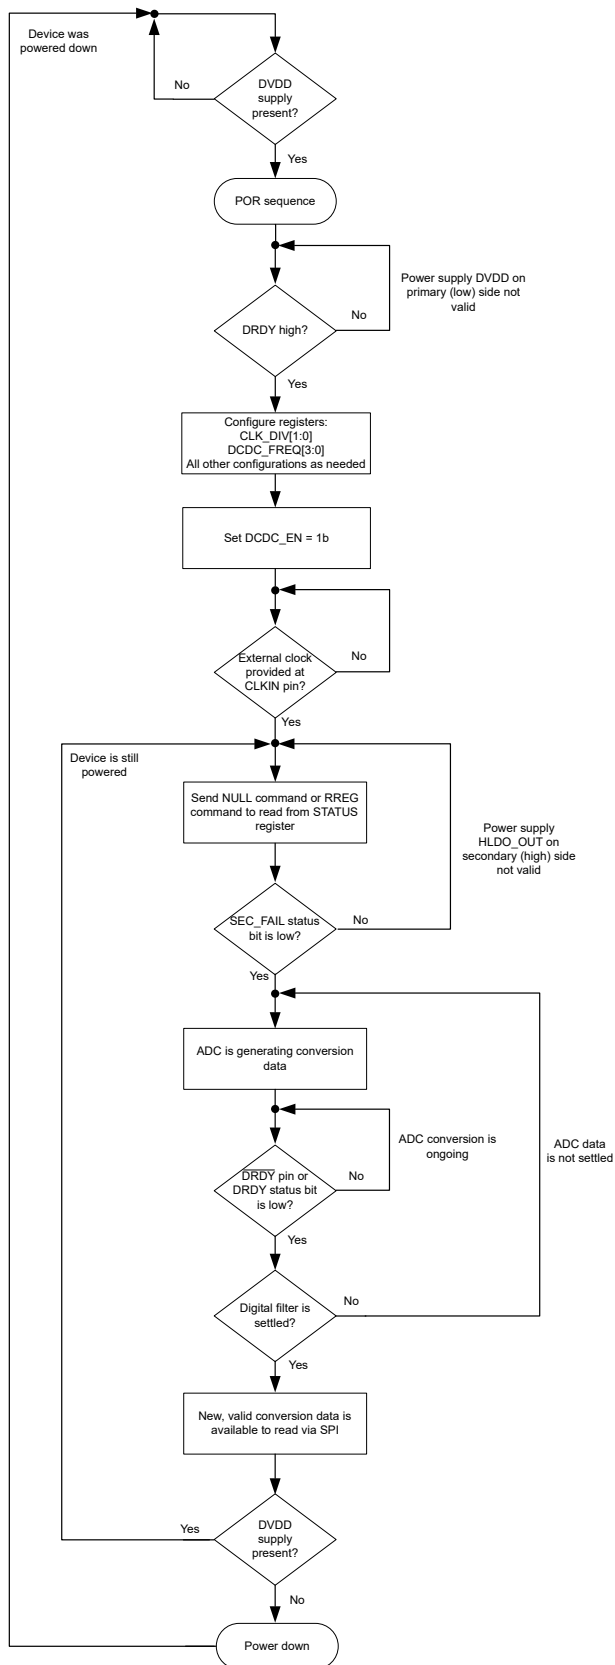 Device was
powered down
No
DVDD
supply
present?
Yes
POR sequence
Power supply DVDD on
primary (low) side not
valid
No
DRDY high?
Yes
Configure registers:
CLK_DIV[1:0]
DCDC_FREQ[3:0]
All other configurations as needed
Set DCDC_EN = 1b
External clock
provided at
CLKIN pin?
No
Yes
Device is still
powered
Send NULL command or RREG
command to read from STATUS
register
Power supply
HLDO_OUT on
secondary (high) side
not valid
SEC_FAIL status
bit is low?
No
Yes
ADC is generating conversion
data
ADC conversion is
ongoing
ADC data
is not settled
DRDY pin or
DRDY status bit
is low?
No
Yes
Digital filter is
settled?
No
Yes
New, valid conversion data is
available to read via SPI
Yes
DVDD
supply
present?
No
Power down